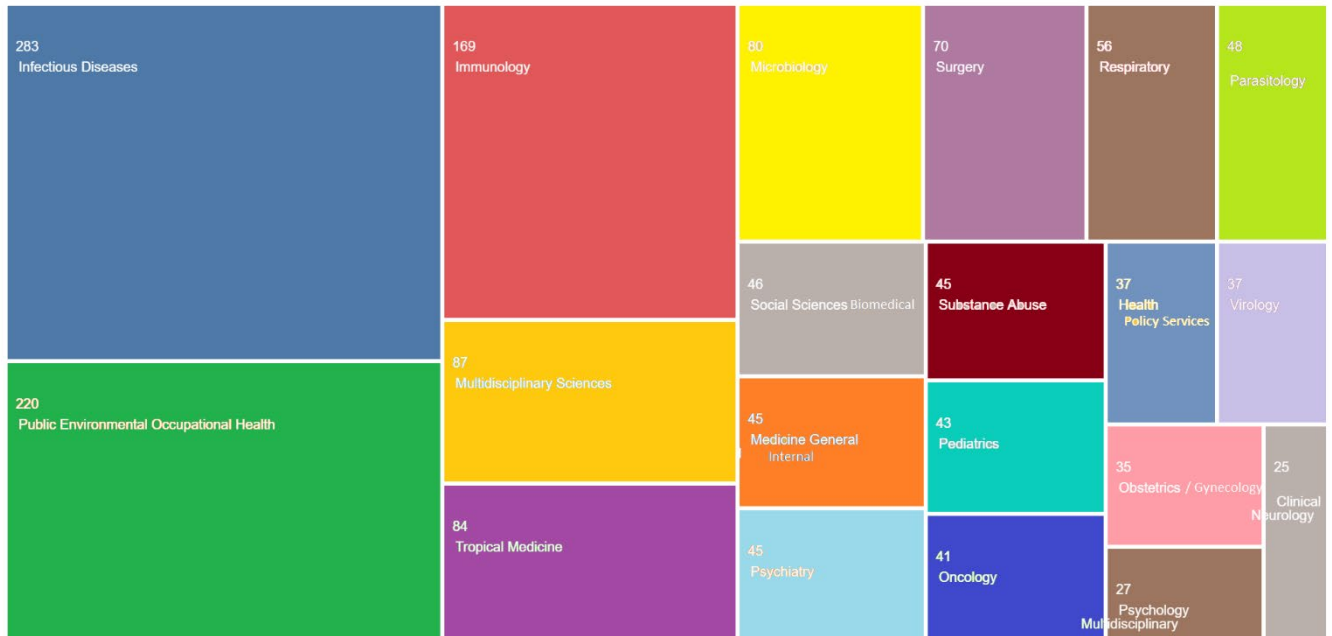 283
Infectious Diseases
220
Public Environmental Occupational Health
169
Immunology
87
Multidisciplinary Sciences
84
Tropical Medicine
80
Microbiology
70
Surgery
56
Respiratory
48
Parasitology
46
Social Sciences Biomedical
45
Substance Abuse
37
Health
Policy Services
37
Virology
45
Medicine General
Internal
43
Pediatrics
35
Obstetrics / Gynecology
25
Clinical
Neurology
45
Psychiatry
41
Oncology
27
Psychology
Multidisciplinary